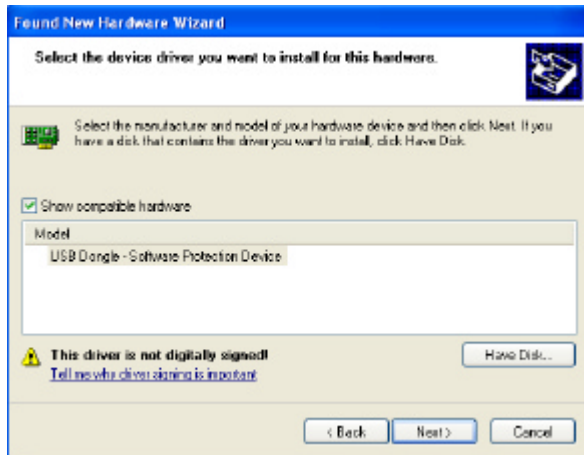 Found New Hardware Wizard
Select the device driver you want to install for this hardware.
Select the manufacturer and model of your hardware device and then click Next. If you
have a disk that contains the driver you want to install, click Have Disk.
Show compatible hardware
Model
USB Dongle - Software Protection Device
This driver is not digitally signed!
Have Disk...
Tell me why driver signing is important
< Back
Next >
Cancel